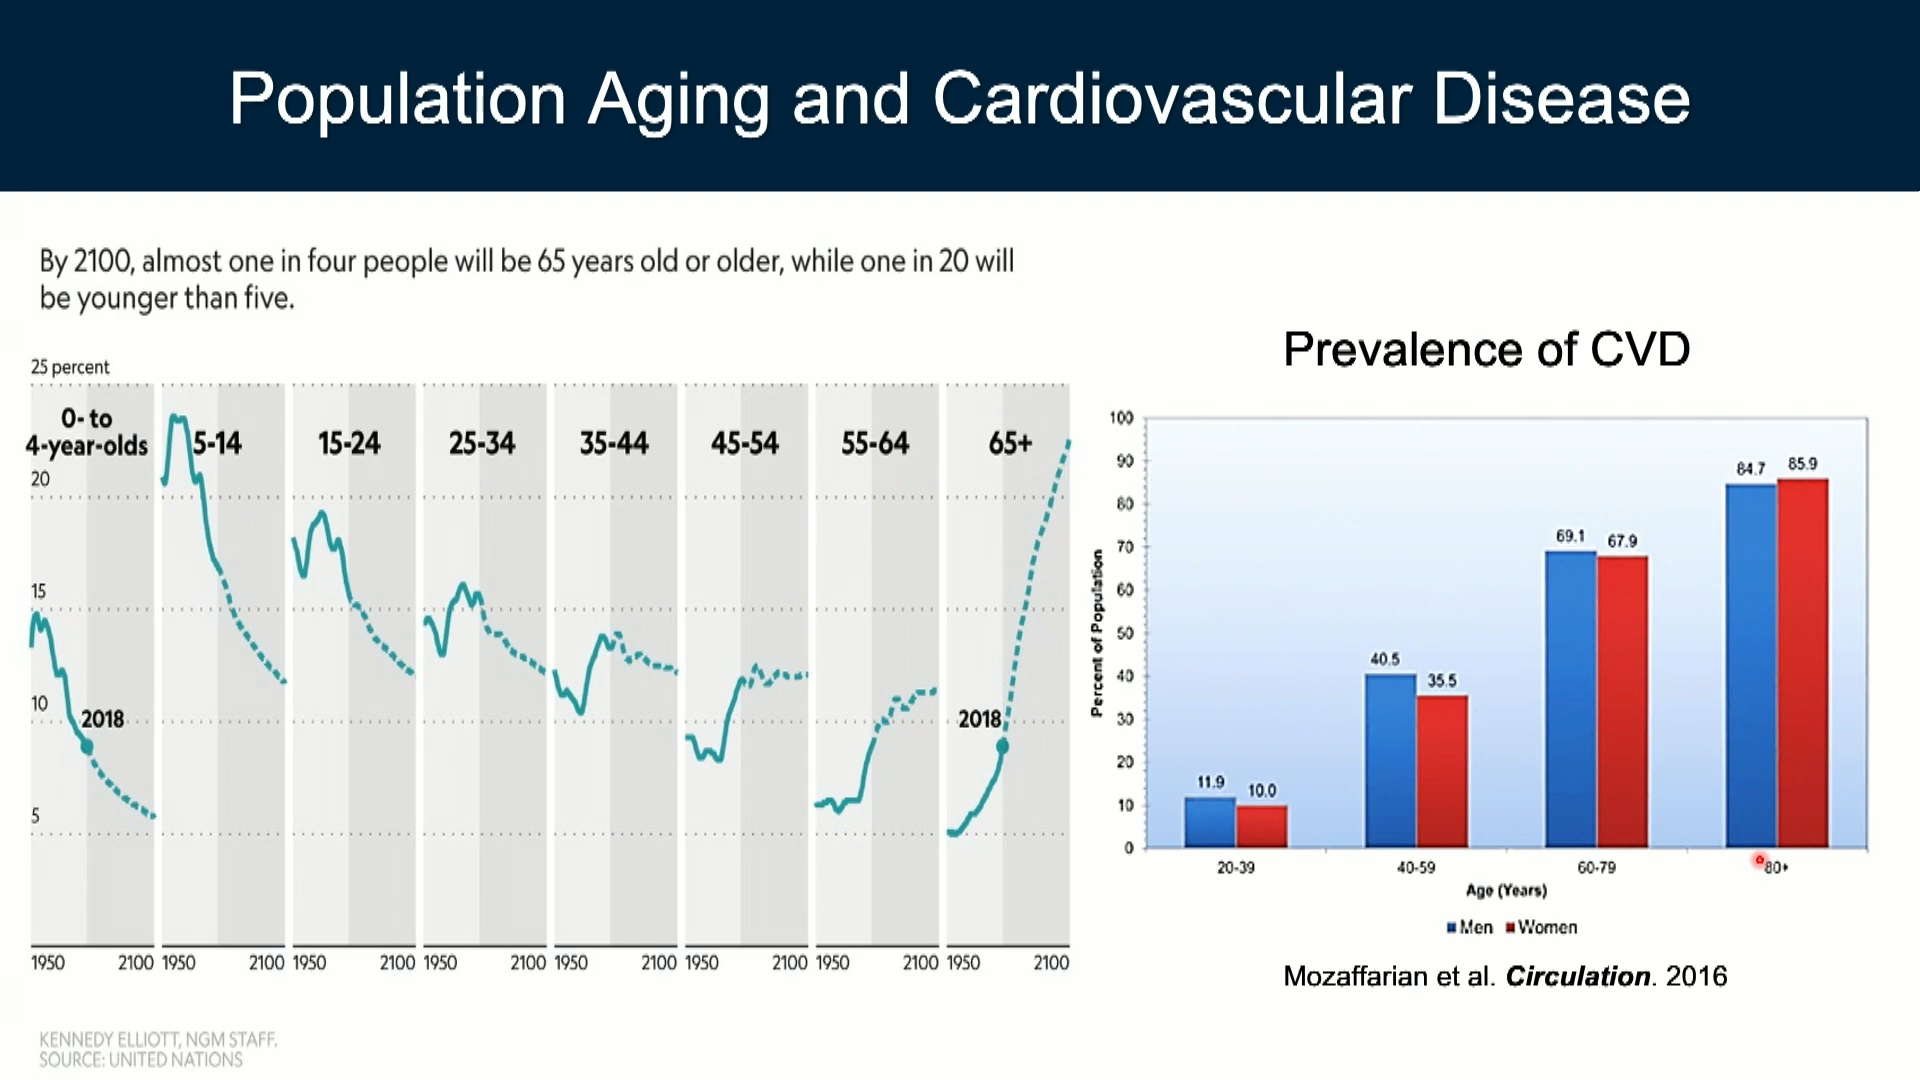 Population Aging and Cardiovascular Disease
By 2100, almost one in four people will be 65 years old or older, while one in 20 will
be younger than five.
25 percent
0- to
4-year-olds
5-14
15-24
25-34
35-44
45-54
55-64
65+
20
15
10
5
2018
2018
1950 2100 1950 2100 1950 2100 1950 2100 1950 2100 1950 2100 1950 2100 1950 2100
KENNEDY ELLIOTT, NGM STAFF.
SOURCE: UNITED NATIONS
Prevalence of CVD
Percent of Population
100
90
80
70
60
50
40
30
20
10
0
11.9 10.0
40.5 35.5
69.1 67.9
84.7 85.9
20-39 40-59 60-79 80+
Age (Years)
Men Women
Mozaffarian et al. Circulation. 2016